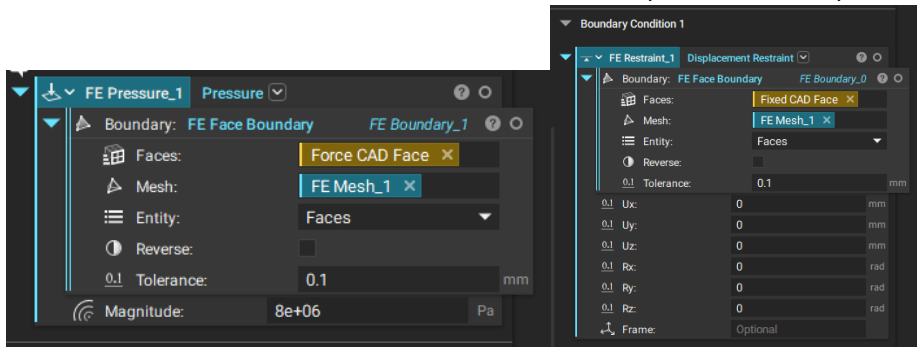 FE Pressure_1 Pressure
Boundary: FE Face Boundary FE Boundary_1
Faces: Force CAD Face ×
Mesh: FE Mesh_1 ×
Entity: Faces
Reverse:
0.1 Tolerance: 0.1 mm
Magnitude: 8e+06 Pa
Boundary Condition 1
FE Restraint_1 Displacement Restraint
Boundary: FE Face Boundary FE Boundary_0
Faces: Fixed CAD Face ×
Mesh: FE Mesh_1 ×
Entity: Faces
Reverse:
0.1 Tolerance: 0.1 mm
0.1 Ux: 0 mm
0.1 Uy: 0 mm
0.1 Uz: 0 mm
0.1 Rx: 0 rad
0.1 Ry: 0 rad
0.1 Rz: 0 rad
Frame: Optional